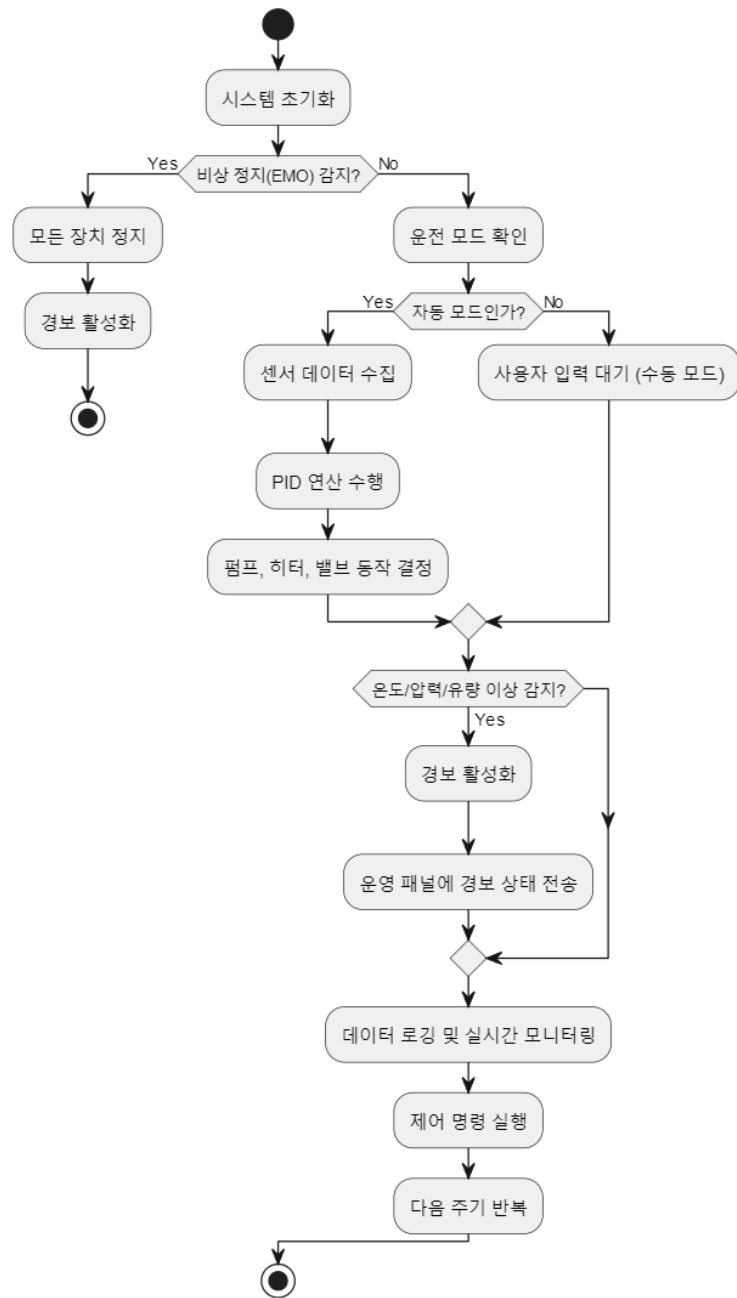 시스템 초기화
Yes
비상 정지(EMO) 감지?
No
모든 장치 정지
경보 활성화
운전 모드 확인
Yes
자동 모드인가?
No
센서 데이터 수집
PID 연산 수행
펌프, 히터, 밸브 동작 결정
사용자 입력 대기 (수동 모드)
온도/압력/유량 이상 감지?
Yes
경보 활성화
운영 패널에 경보 상태 전송
데이터 로깅 및 실시간 모니터링
제어 명령 실행
다음 주기 반복